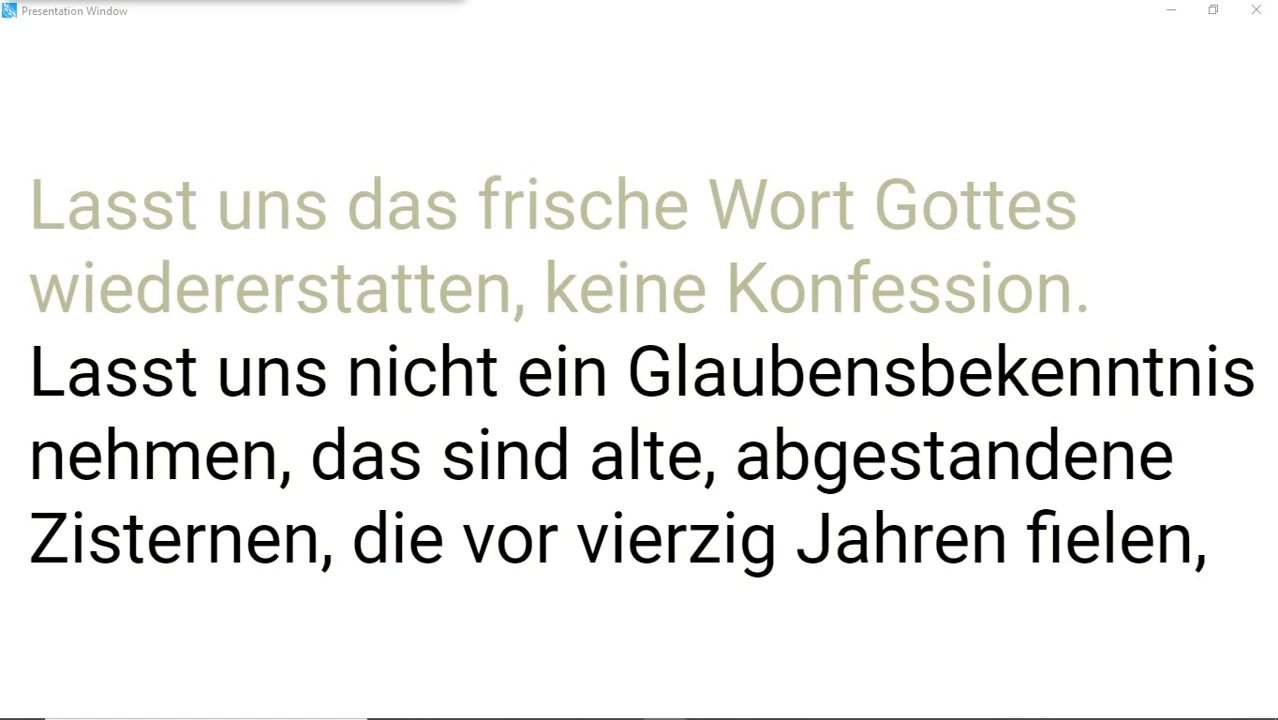 Presentation Window
Lasst uns das frische Wort Gottes
wiedererstatten, keine Konfession.
Lasst uns nicht ein Glaubensbekenntnis
nehmen, das sind alte, abgestandene
Zisternen, die vor vierzig Jahren fielen,